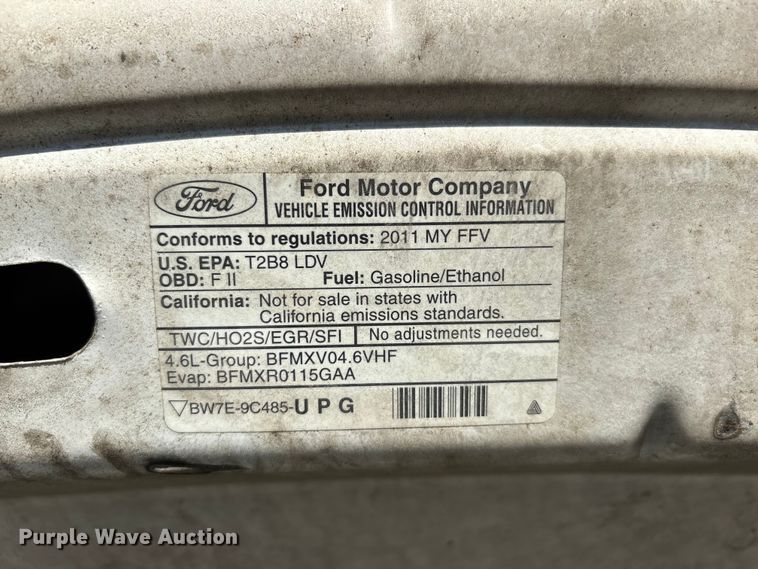 Ford
Ford Motor Company
VEHICLE EMISSION CONTROL INFORMATION
Conforms to regulations: 2011 MY FFV
U.S. EPA: T2B8 LDV
OBD: F II Fuel: Gasoline/Ethanol
California: Not for sale in states with
California emissions standards.
TWC/HO2S/EGR/SFI No adjustments needed.
4.6L-Group: BFMXV04.6VHF
Evap: BFMXR0115GAA
BW7E-9C485-U P G
Purple Wave Auction